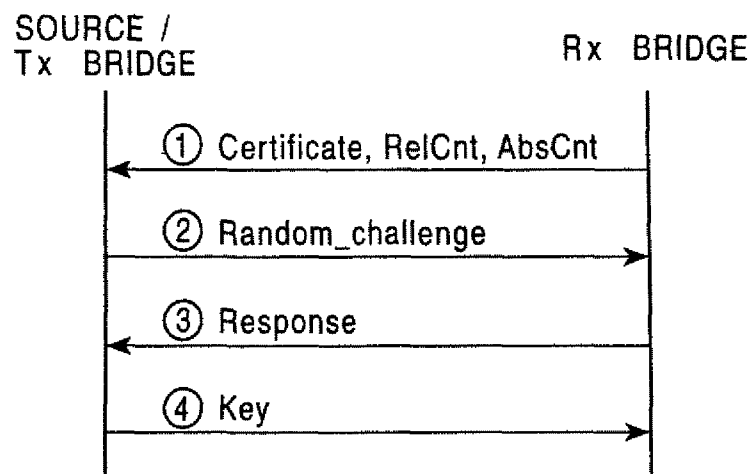 SOURCE /
Tx BRIDGE
Rx BRIDGE
① Certificate, RelCnt, AbsCnt
② Random_challenge
③ Response
④ Key